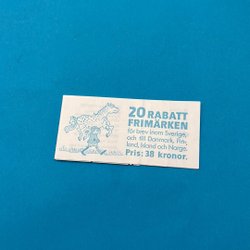 20 RABATT
FRIMÄRKEN
för brev inom Sverige,
och till Danmark, Fin-
land, Island och Norge.
Pris: 38 kronor.